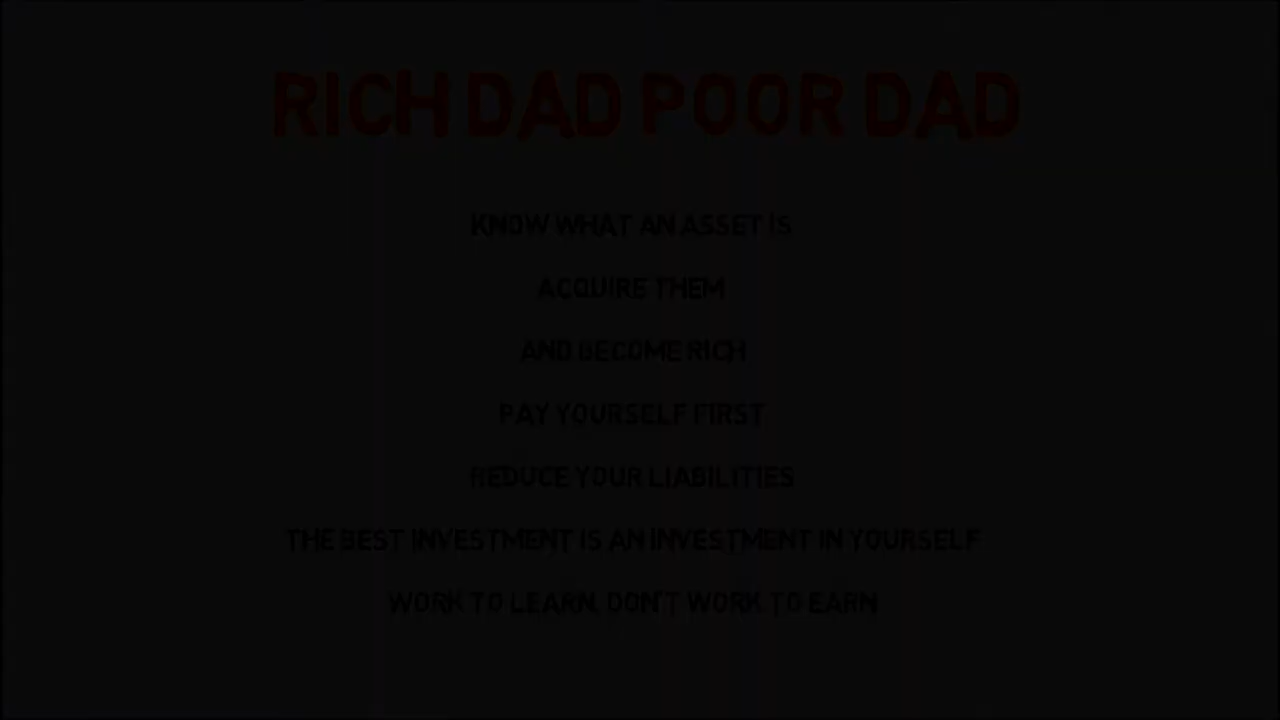 RICH DAD POOR DAD
KNOW WHAT AN ASSET IS
ACQUIRE THEM
AND BECOME RICH
PAY YOURSELF FIRST
REDUCE YOUR LIABILITIES
THE BEST INVESTMENT IS AN INVESTMENT IN YOURSELF
WORK TO LEARN, DON'T WORK TO EARN